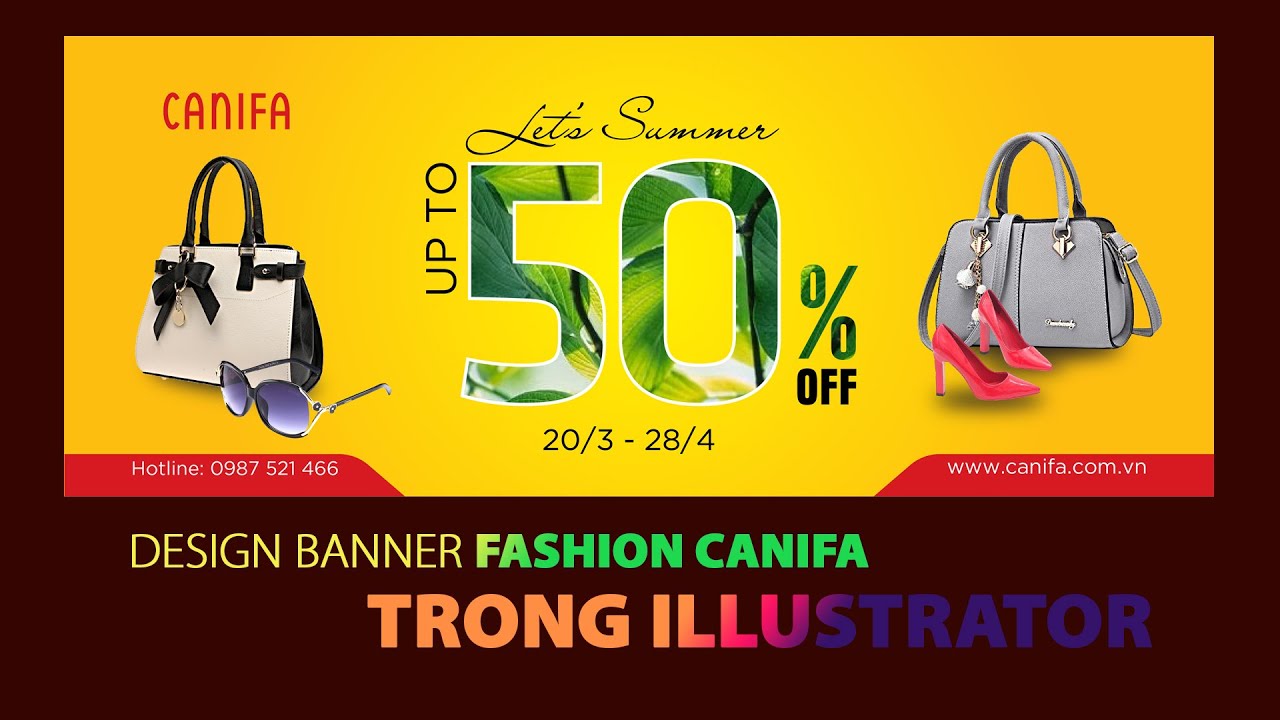 CANIFA
Let's Summer
UP TO
50%
OFF
20/3 - 28/4
Hotline: 0987 521 466
www.canifa.com.vn
DESIGN BANNER FASHION CANIFA
TRONG ILLUSTRATOR